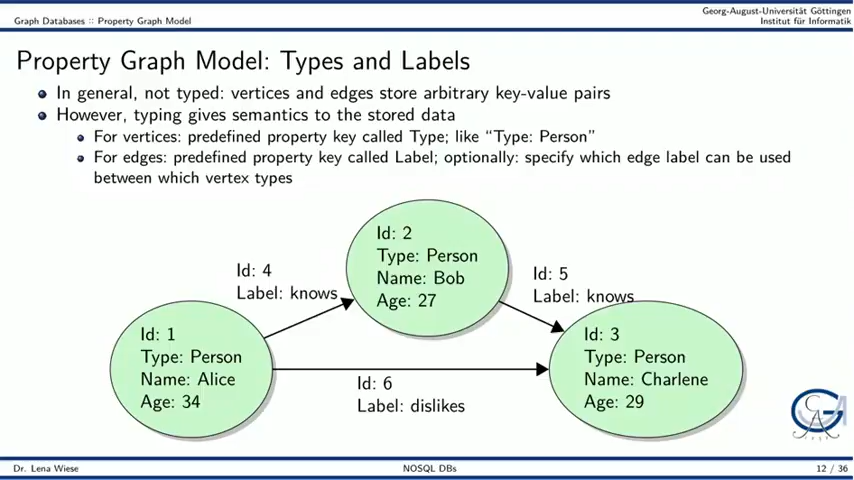 Georg-August-Universität Göttingen
Graph Databases :: Property Graph Model
Institut für Informatik
Property Graph Model: Types and Labels
In general, not typed: vertices and edges store arbitrary key-value pairs
However, typing gives semantics to the stored data
For vertices: predefined property key called Type; like “Type: Person”
For edges: predefined property key called Label; optionally: specify which edge label can be used
between which vertex types
Id: 2
Type: Person
Name: Bob
Age: 27
Id: 4
Label: knows
Id: 5
Label: knows
Id: 1
Type: Person
Name: Alice
Age: 34
Id: 3
Type: Person
Name: Charlene
Age: 29
Id: 6
Label: dislikes
Dr. Lena Wiese
NOSQL DBs
12 / 36